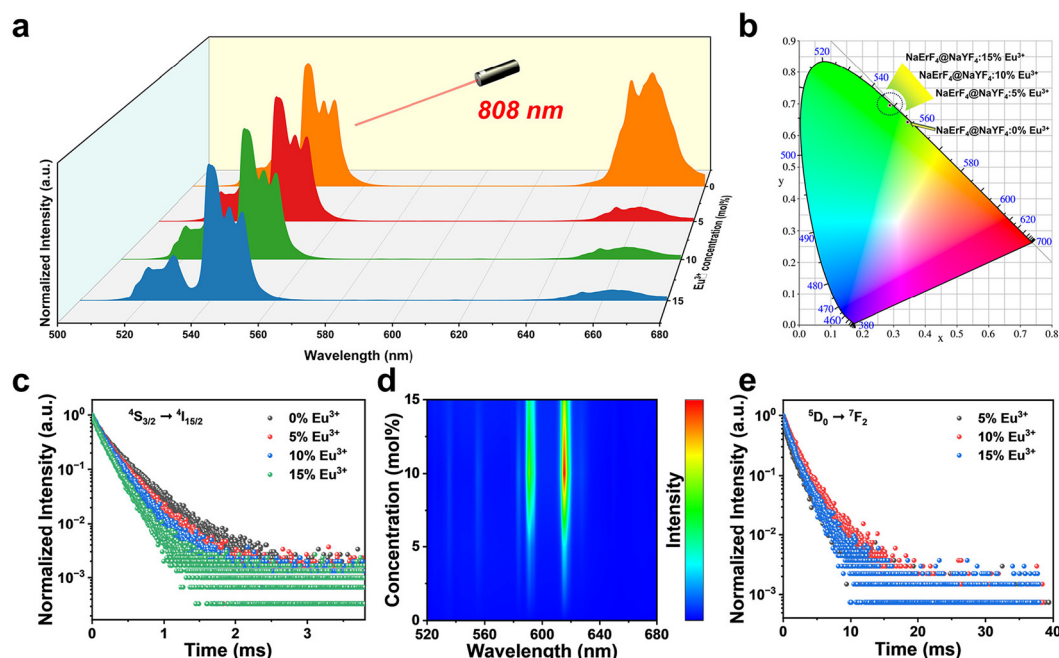 a
808 nm
Normalized Intensity (a.u.)
0
5
10
15
concentration (mol%)
500 520 540 560 580 600 620 640 660 680
Wavelength (nm)
b
0.9
0.8
0.7
0.6
0.5
0.4
0.3
0.2
0.1
0.0
y
0.0 0.1 0.2 0.3 0.4 0.5 0.6 0.7 0.8
x
520
540
560
580
600
620
700
500
490
480
470
460
380
NaErF₄@NaYF₄:15% Eu³⁺
NaErF₄@NaYF₄:10% Eu³⁺
NaErF₄@NaYF₄:5% Eu³⁺
NaErF₄@NaYF₄:0% Eu³⁺
c
Normalized Intensity (a.u.)
10⁰
10⁻¹
10⁻²
10⁻³
⁴S₃/₂ → ⁴I₁₅/₂
0% Eu³⁺
5% Eu³⁺
10% Eu³⁺
15% Eu³⁺
0 1 2 3
Time (ms)
d
Concentration (mol%)
15
10
5
0
520 560 600 640 680
Wavelength (nm)
Intensity
e
Normalized Intensity (a.u.)
10⁰
10⁻¹
10⁻²
10⁻³
⁵D₀ → ⁷F₂
5% Eu³⁺
10% Eu³⁺
15% Eu³⁺
0 10 20 30 40
Time (ms)